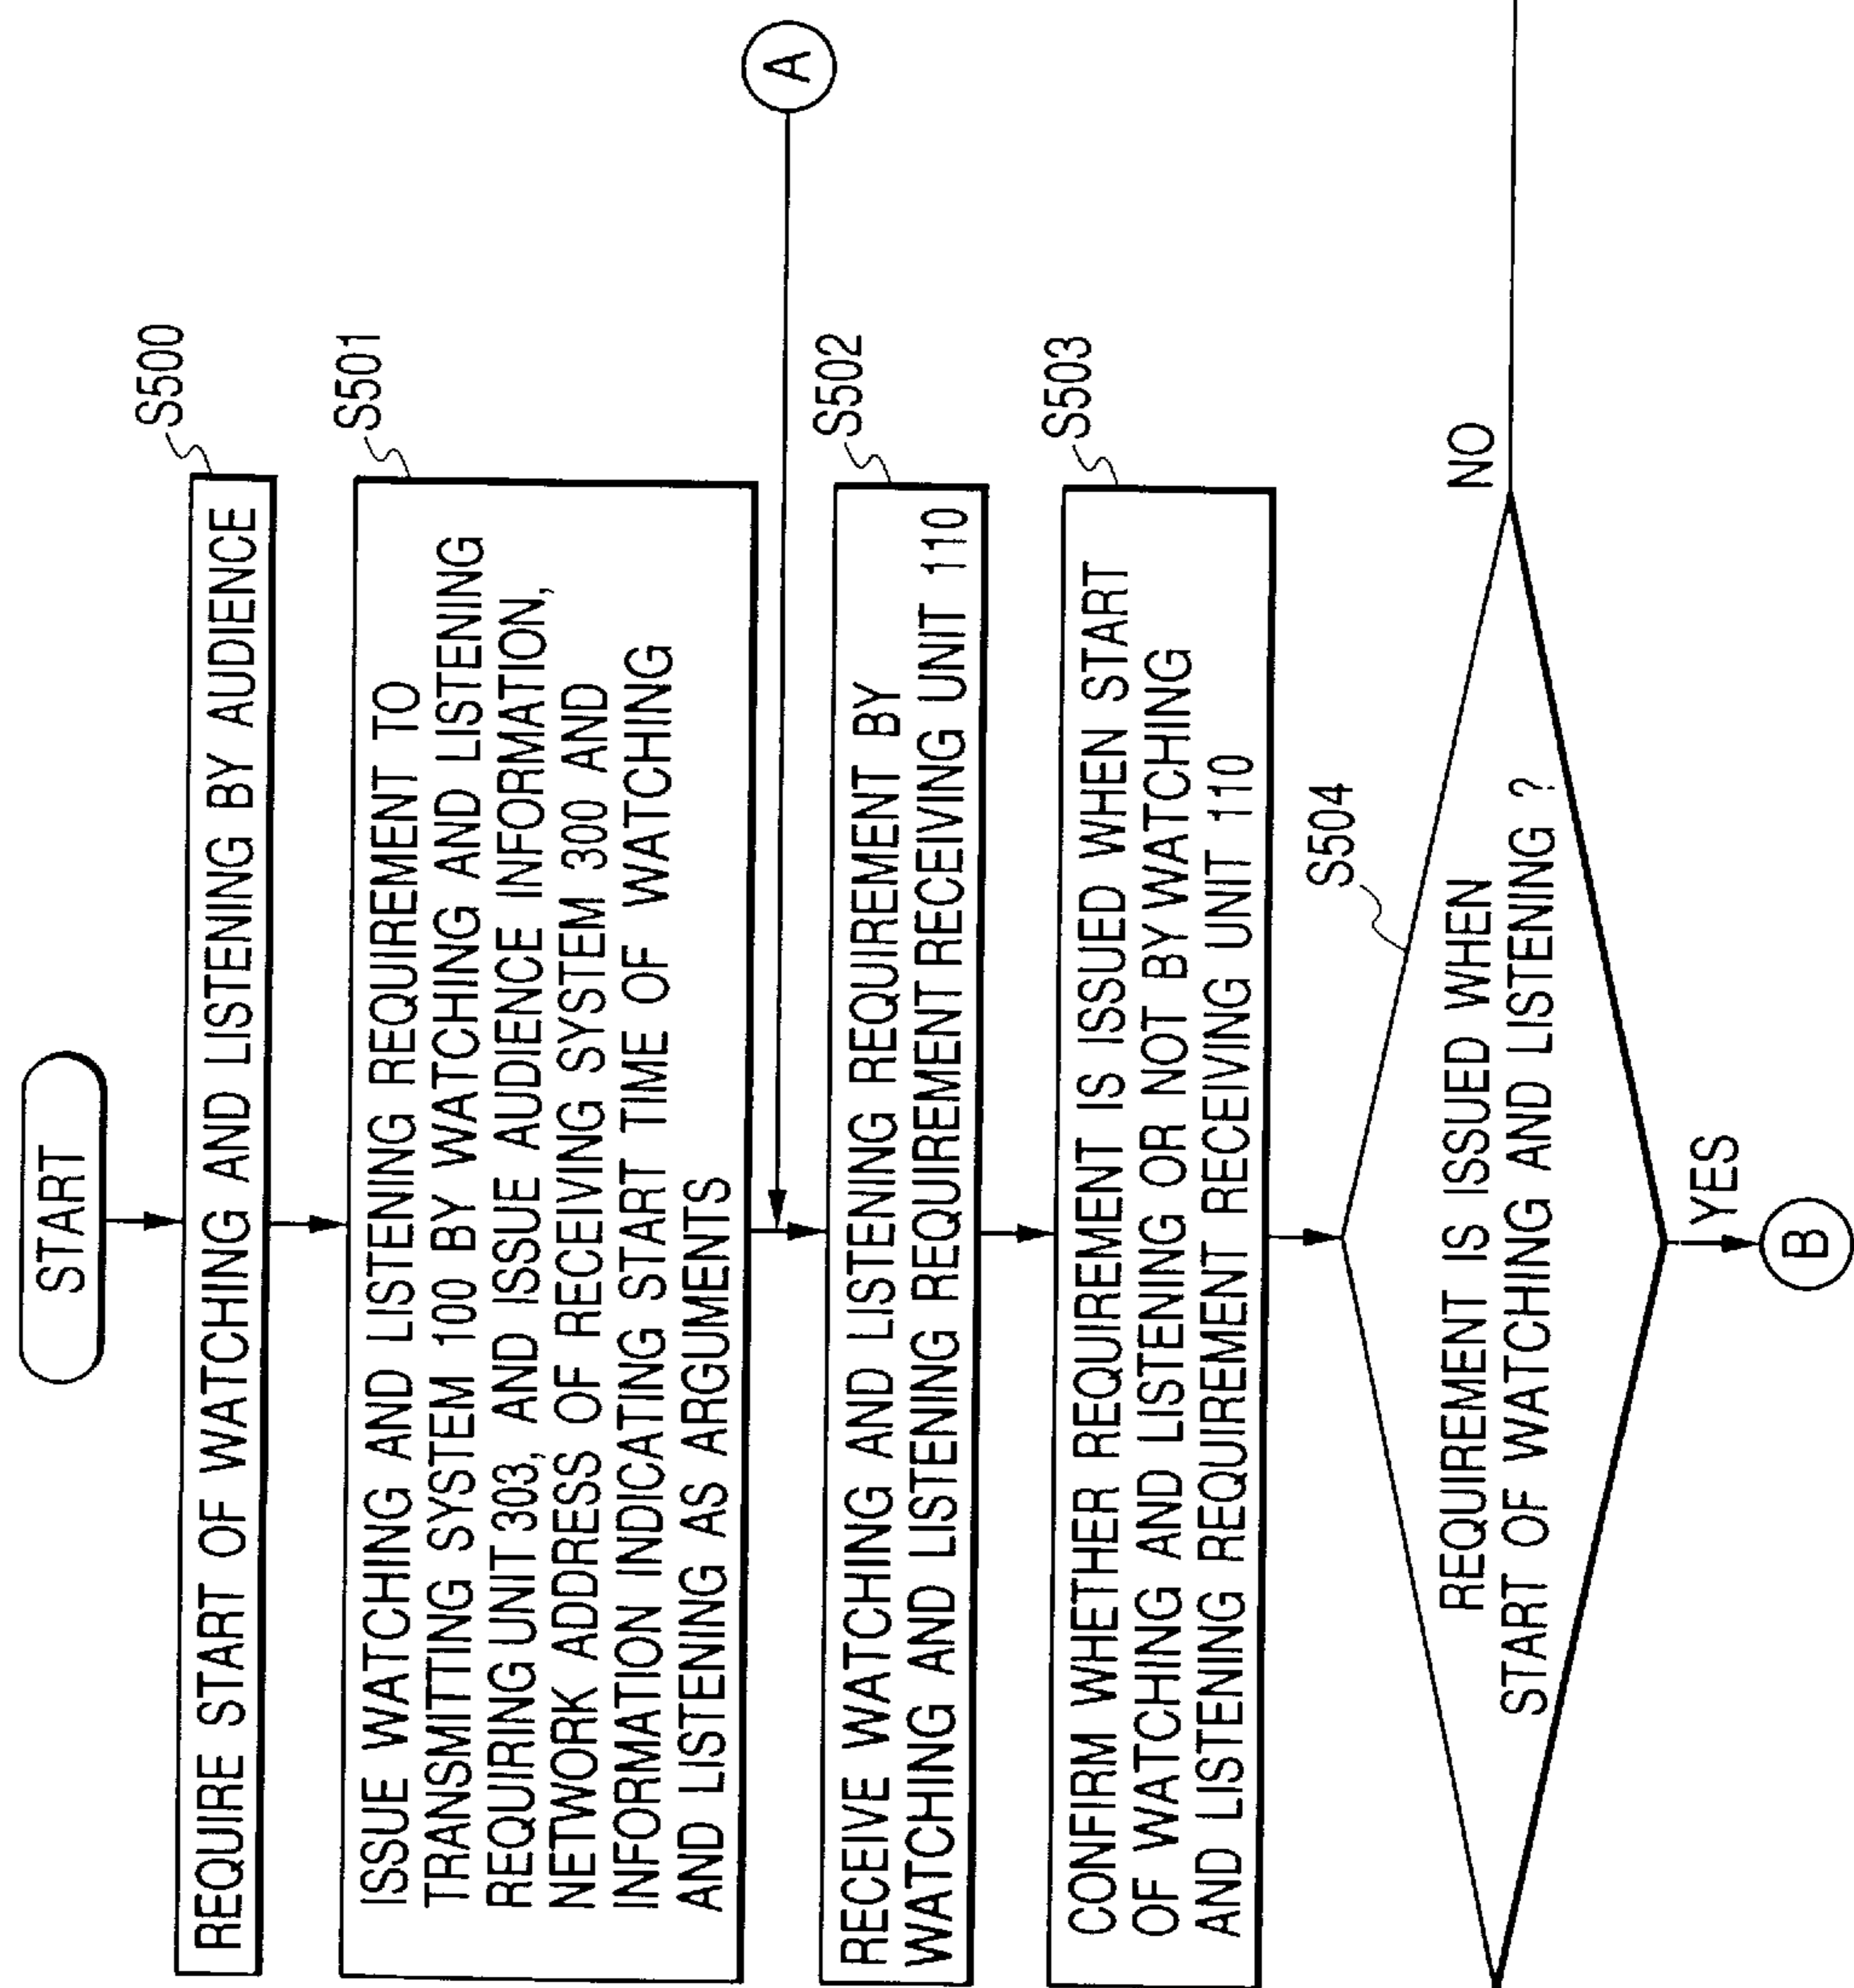 START
S500
REQUIRE START OF WATCHING AND LISTENING BY AUDIENCE
S501
ISSUE WATCHING AND LISTENING REQUIREMENT TO
TRANSMITTING SYSTEM 100 BY WATCHING AND LISTENING
REQUIRING UNIT 303, AND ISSUE AUDIENCE INFORMATION,
NETWORK ADDRESS OF RECEIVING SYSTEM 300 AND
INFORMATION INDICATING START TIME OF WATCHING
AND LISTENING AS ARGUMENTS
A
S502
RECEIVE WATCHING AND LISTENING REQUIREMENT BY
WATCHING AND LISTENING REQUIREMENT RECEIVING UNIT 110
S503
CONFIRM WHETHER REQUIREMENT IS ISSUED WHEN START
OF WATCHING AND LISTENING OR NOT BY WATCHING
AND LISTENING REQUIREMENT RECEIVING UNIT 110
S504
REQUIREMENT IS ISSUED WHEN
START OF WATCHING AND LISTENING ?
NO
YES
B